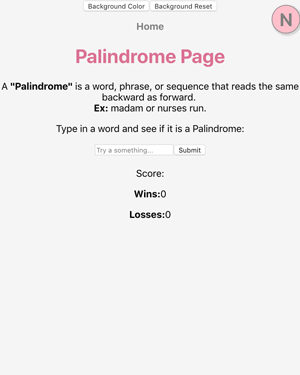 Background Color Background Reset
N
Home
Palindrome Page
A "Palindrome" is a word, phrase, or sequence that reads the same
backward as forward.
Ex: madam or nurses run.
Type in a word and see if it is a Palindrome:
Try a something... Submit
Score:
Wins:0
Losses:0